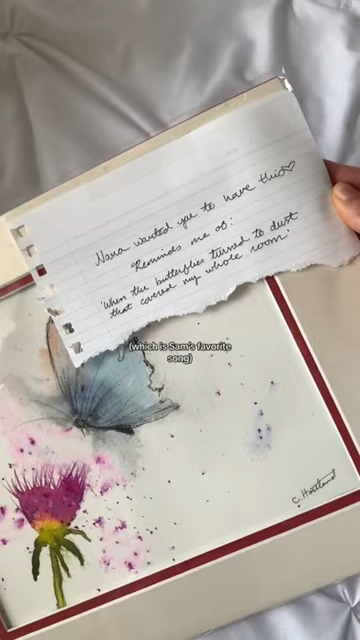 Nana wanted you to have this♡
Reminds me of:
'When the butterflies turned to dust
that covered my whole room'
(which is Sam's favorite
song)